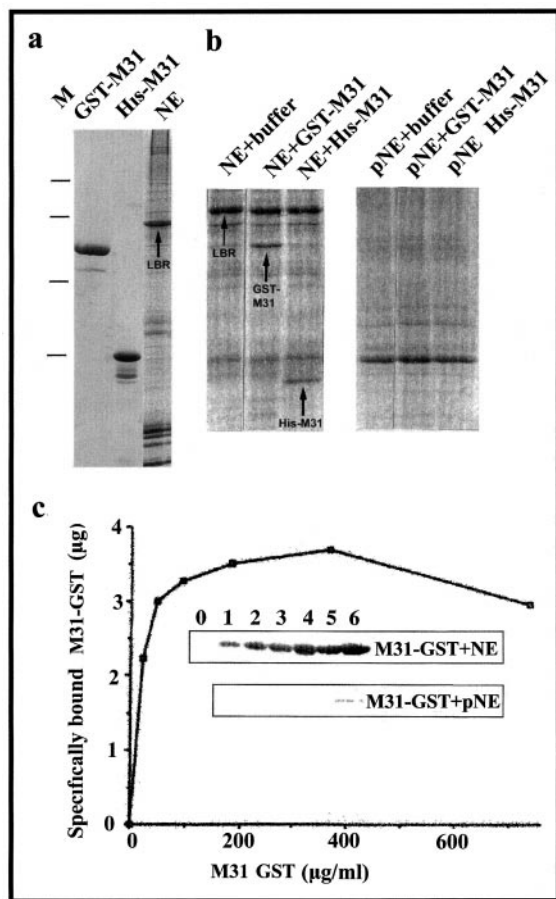 a
M
GST-M31
His-M31
NE
LBR
b
NE+buffer
NE+GST-M31
NE+His-M31
pNE+buffer
pNE+GST-M31
pNE His-M31
LBR
GST-
M31
His-M31
c
Specifically bound M31-GST (µg)
4
3
2
1
0
0 1 2 3 4 5 6
M31-GST+NE
M31-GST+pNE
0 200 400 600
M31 GST (µg/ml)